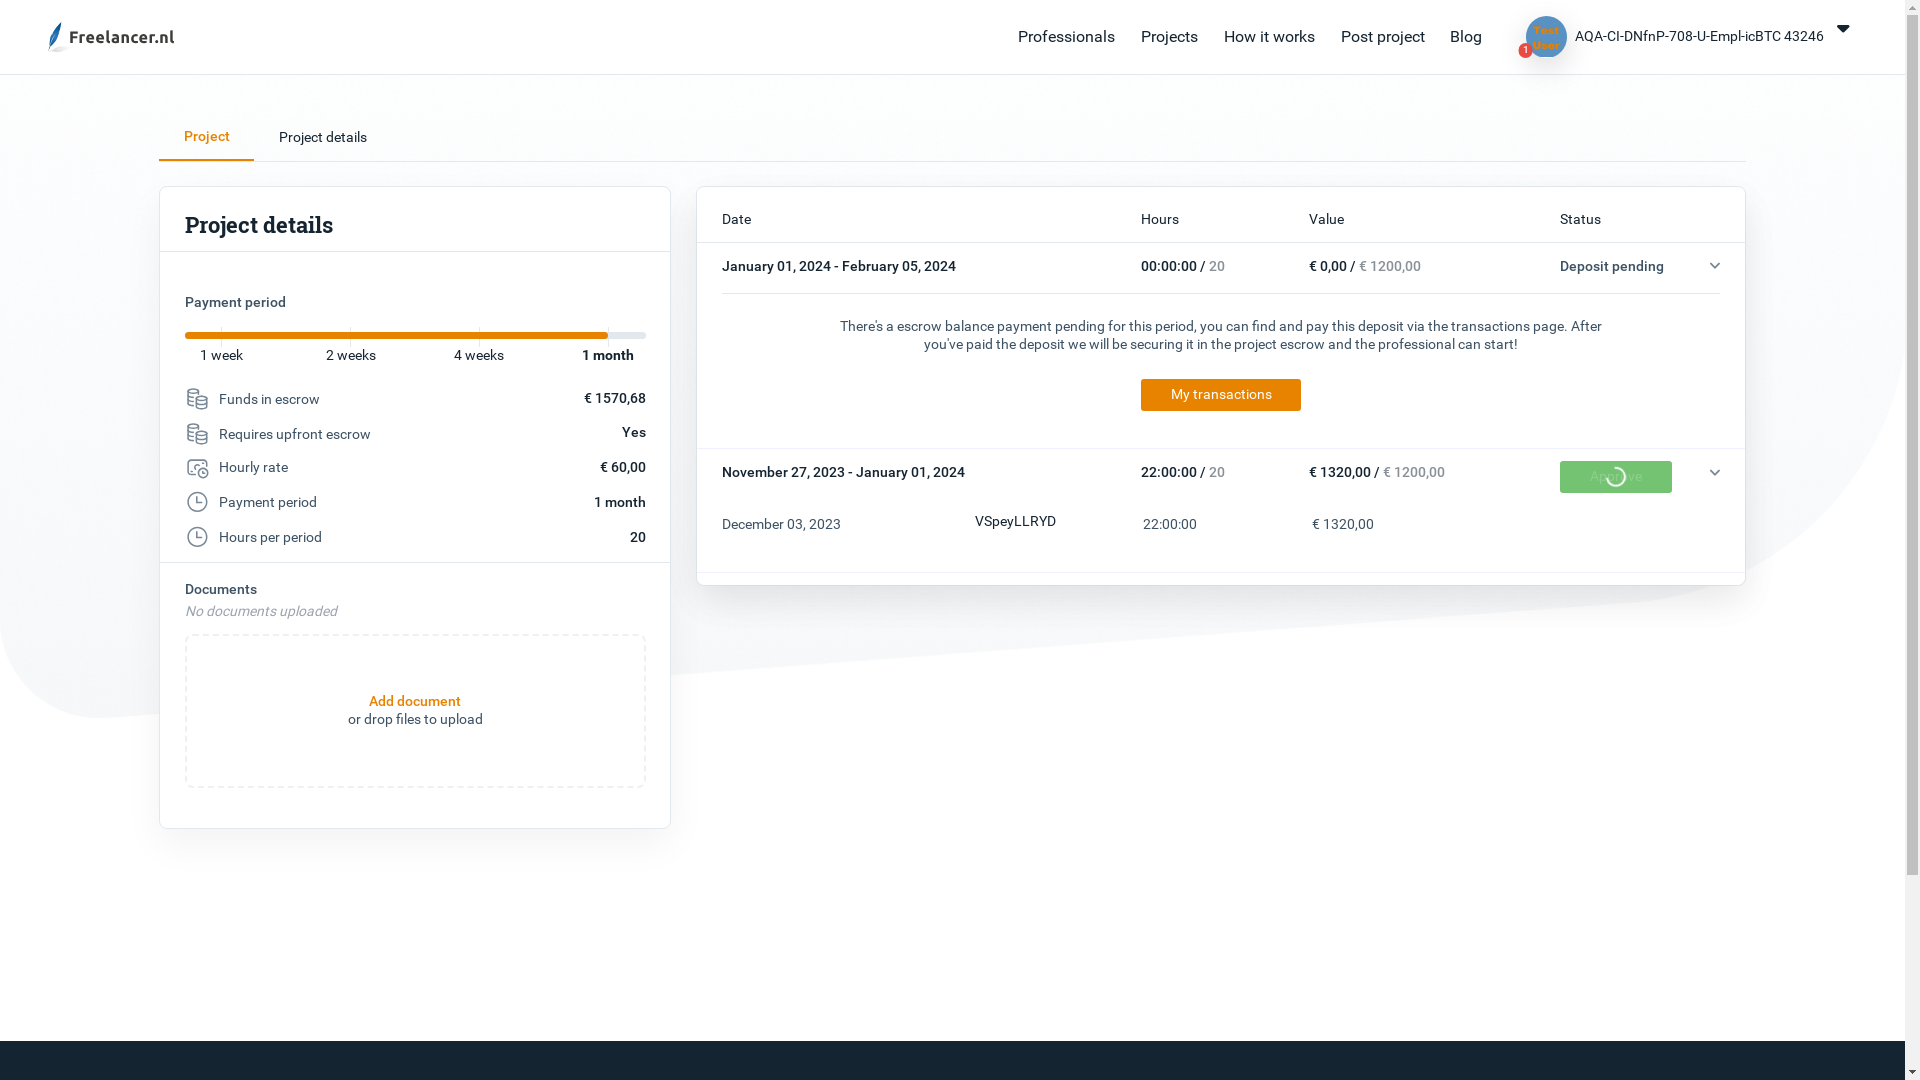 Freelancer.nl
Professionals Projects How it works Post project Blog
Test
User
1
AQA-CI-DNfnP-708-U-Empl-icBTC 43246
Project Project details
Project details
Payment period
1 week 2 weeks 4 weeks 1 month
Funds in escrow € 1570,68
Requires upfront escrow Yes
Hourly rate € 60,00
Payment period 1 month
Hours per period 20
Documents
No documents uploaded
Add document
or drop files to upload
Date Hours Value Status
January 01, 2024 - February 05, 2024 00:00:00 / 20 € 0,00 / € 1200,00 Deposit pending
There's a escrow balance payment pending for this period, you can find and pay this deposit via the transactions page. After
you've paid the deposit we will be securing it in the project escrow and the professional can start!
My transactions
November 27, 2023 - January 01, 2024 22:00:00 / 20 € 1320,00 / € 1200,00 Approve
December 03, 2023 VSpeyLLRYD 22:00:00 € 1320,00